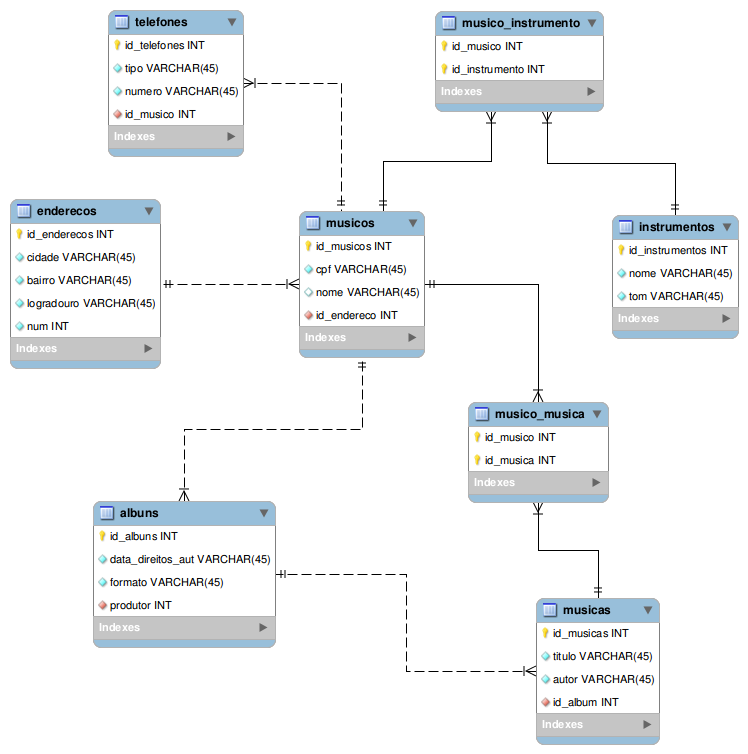 telefones
id_telefones INT
tipo VARCHAR(45)
numero VARCHAR(45)
id_musico INT
Indexes
musico_instrumento
id_musico INT
id_instrumento INT
Indexes
enderecos
id_enderecos INT
cidade VARCHAR(45)
bairro VARCHAR(45)
logradouro VARCHAR(45)
num INT
Indexes
musicos
id_musicos INT
cpf VARCHAR(45)
nome VARCHAR(45)
id_endereco INT
Indexes
instrumentos
id_instrumentos INT
nome VARCHAR(45)
tom VARCHAR(45)
Indexes
musico_musica
id_musico INT
id_musica INT
Indexes
albuns
id_albuns INT
data_direitos_aut VARCHAR(45)
formato VARCHAR(45)
produtor INT
Indexes
musicas
id_musicas INT
titulo VARCHAR(45)
autor VARCHAR(45)
id_album INT
Indexes